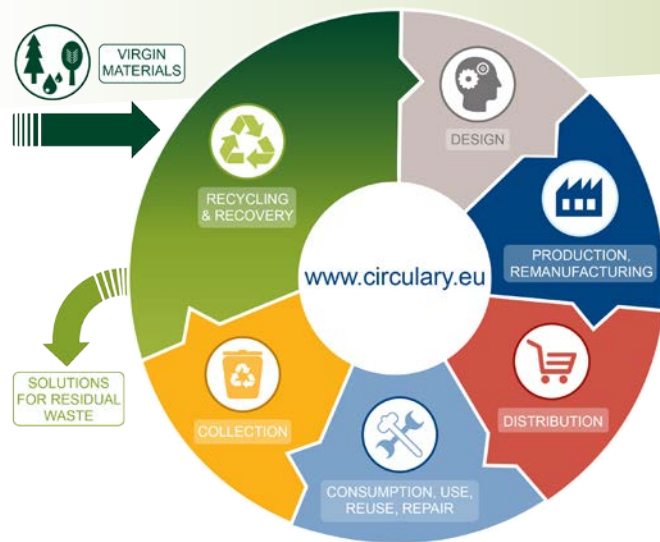 VIRGIN
MATERIALS
DESIGN
RECYCLING
& RECOVERY
PRODUCTION,
REMANUFACTURING
www.circulary.eu
SOLUTIONS
FOR RESIDUAL
WASTE
COLLECTION
DISTRIBUTION
CONSUMPTION, USE,
REUSE, REPAIR